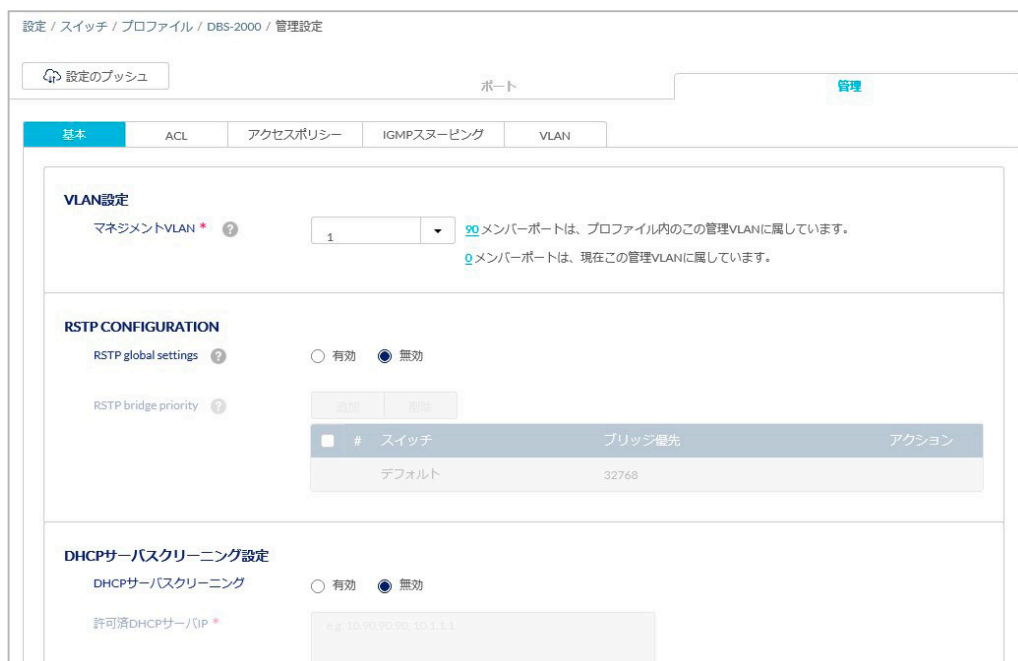 設定 / スイッチ / プロファイル / DBS-2000 / 管理設定
設定のプッシュ
ポート
管理
基本 ACL アクセスポリシー IGMPスヌーピング VLAN
VLAN設定
マネジメントVLAN * ? 1 90 メンバーポートは、プロファイル内のこの管理VLANに属しています。
0 メンバーポートは、現在この管理VLANに属しています。
RSTP CONFIGURATION
RSTP global settings ? 有効 無効
RSTP bridge priority ? 追加 削除
# スイッチ ブリッジ優先 アクション
デフォルト 32768
DHCPサーバスクリーニング設定
DHCPサーバスクリーニング 有効 無効
許可済DHCPサーバIP * e.g. 10.90.90.90, 10.1.1.1